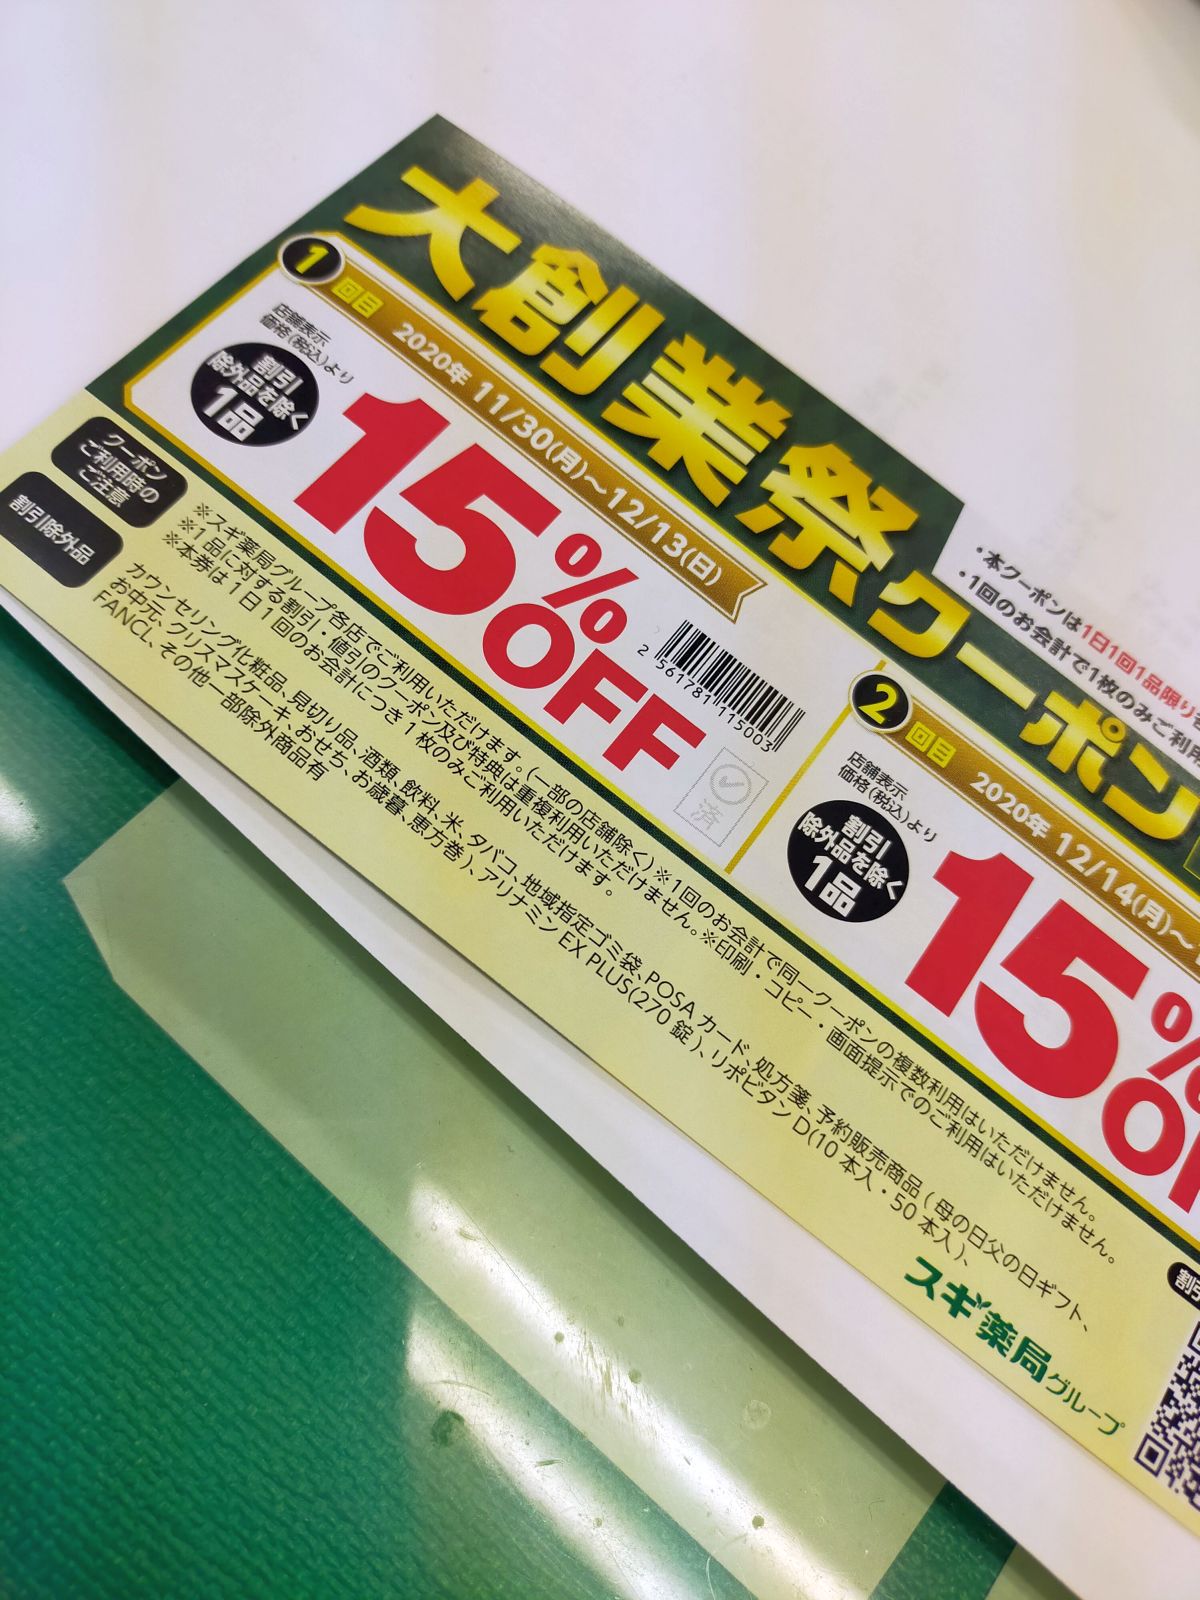 大創業祭クーポン
・本クーポンは1日1回1品限り
・1回のお会計で1枚のみご利用
1回目 2020年 11/30(月)～12/13(日)
店舗表示
価格(税込)より
割引
除外品を除く
1品
15%OFF
2 561781 115003
済
2回目 2020年 12/14(月)～
店舗表示
価格(税込)より
割引
除外品を除く
1品
15%
クーポン
ご利用時の
ご注意
※スギ薬局グループ各店でご利用いただけます。(一部の店舗除く)※1回のお会計で同一クーポンの複数利用はいただけません。
※1品に対する割引・値引のクーポン及び特典は重複利用いただけません。※印刷・コピー・画面提示でのご利用はいただけません。
※本券は1日1回のお会計につき1枚のみご利用いただけます。
割引除外品
カウンセリング化粧品、見切り品、酒類、飲料、米、タバコ、地域指定ゴミ袋、POSAカード、処方箋、予約販売商品(母の日父の日ギフト、
お中元、クリスマスケーキ、おせち、お歳暮、恵方巻)、アリナミンEX PLUS(270錠)、リポビタンD(10本入・50本入)、
FANCL、その他一部除外商品有
スギ薬局グループ
割引